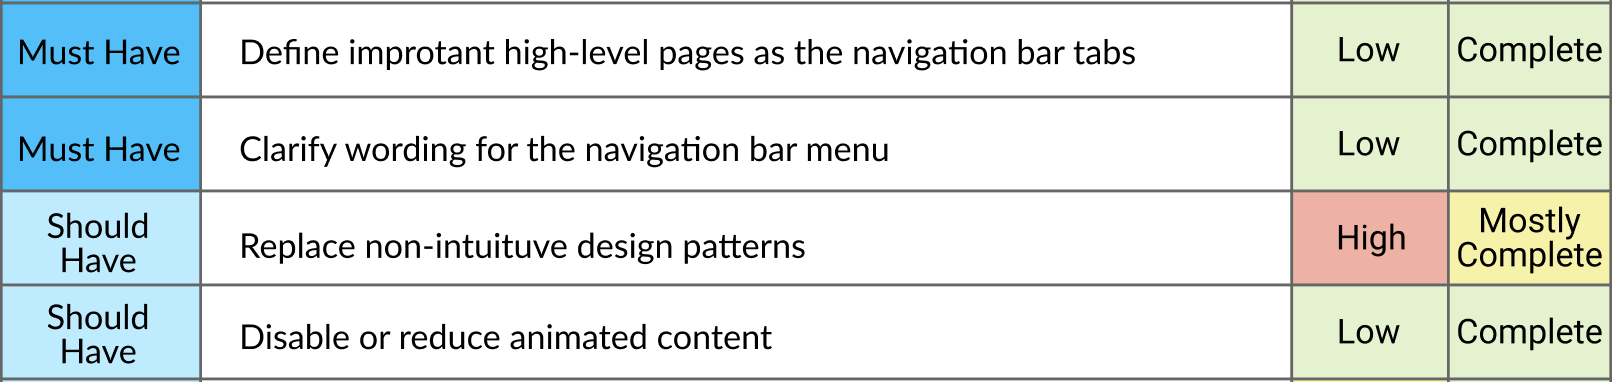 Must Have Define improtant high-level pages as the navigation bar tabs Low Complete
Must Have Clarify wording for the navigation bar menu Low Complete
Should
Have
Replace non-intuituve design patterns
High
Mostly
Complete
Should
Have
Disable or reduce animated content
Low
Complete